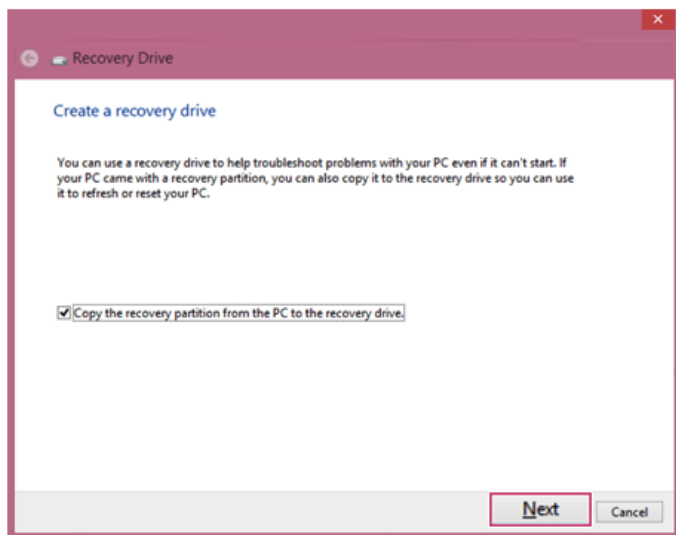 Recovery Drive
Create a recovery drive
You can use a recovery drive to help troubleshoot problems with your PC even if it can't start. If
your PC came with a recovery partition, you can also copy it to the recovery drive so you can use
it to refresh or reset your PC.
Copy the recovery partition from the PC to the recovery drive.
Next
Cancel